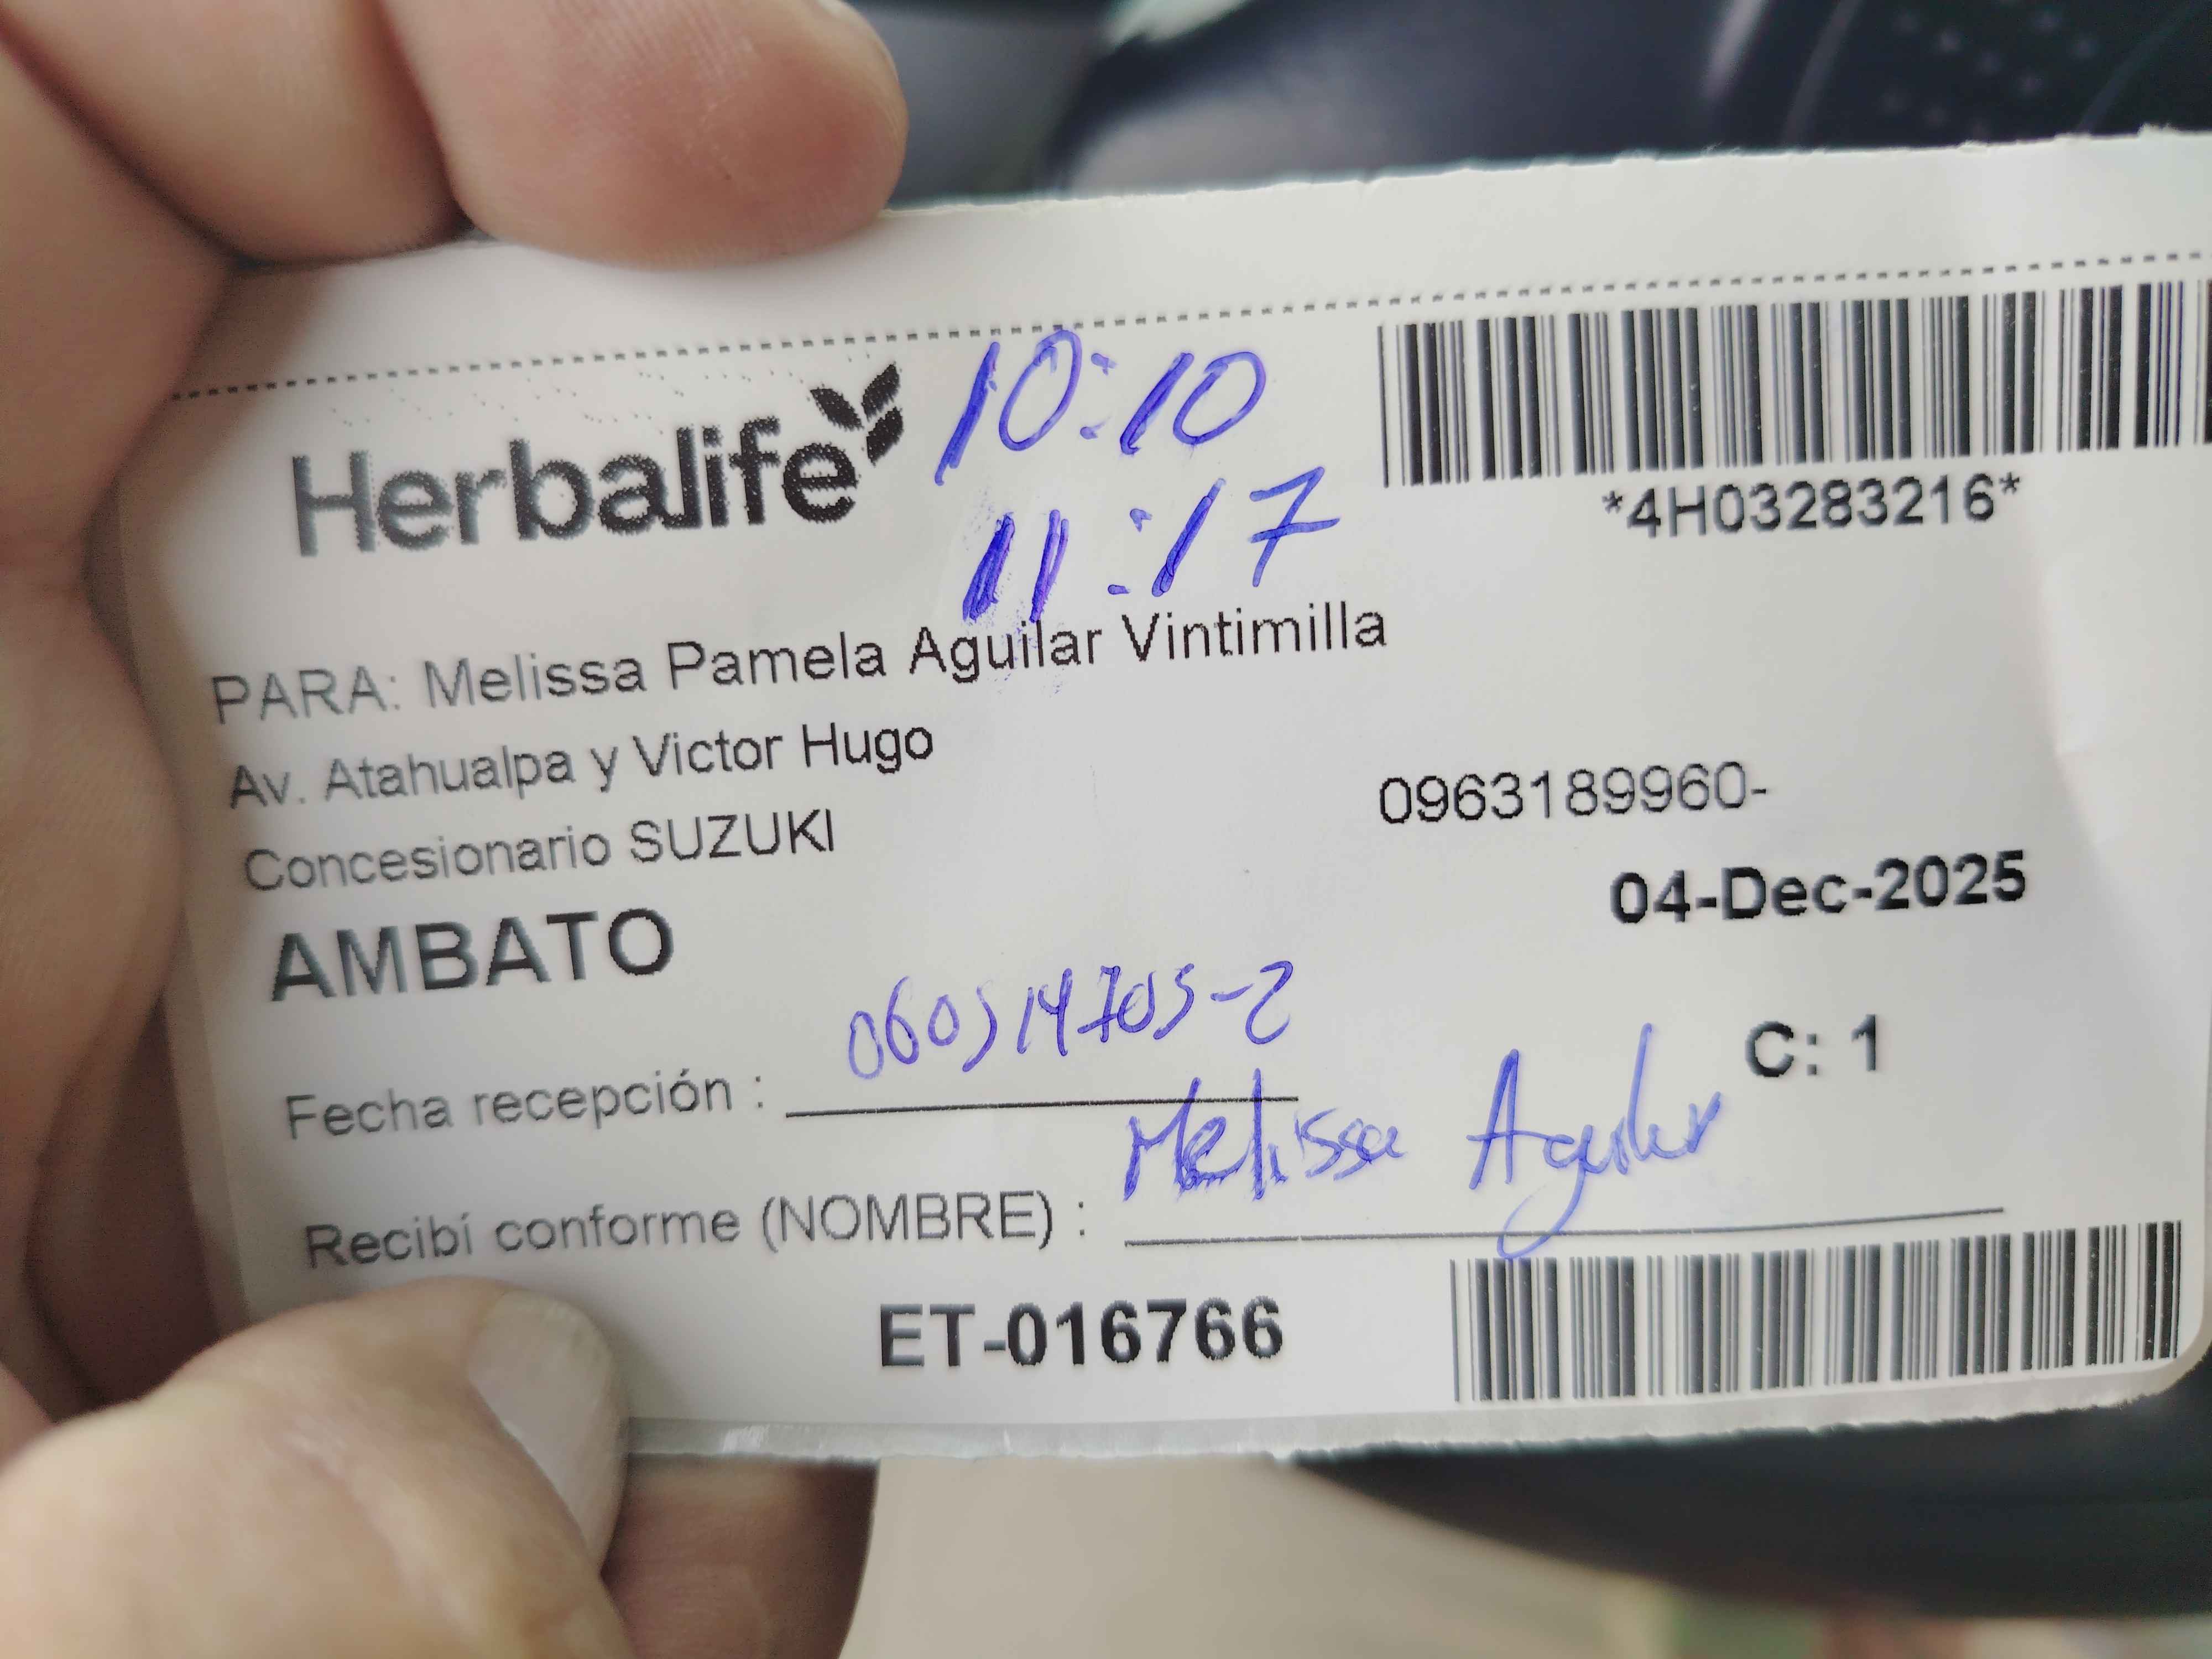 Herbalife
10:10
11:17
*4H03283216*
PARA: Melissa Pamela Aguilar Vintimilla
Av. Atahualpa y Victor Hugo
0963189960-
Concesionario SUZUKI
04-Dec-2025
AMBATO
060514705-2
C: 1
Fecha recepción :
Melissa Aguilar
Recibí conforme (NOMBRE) :
ET-016766